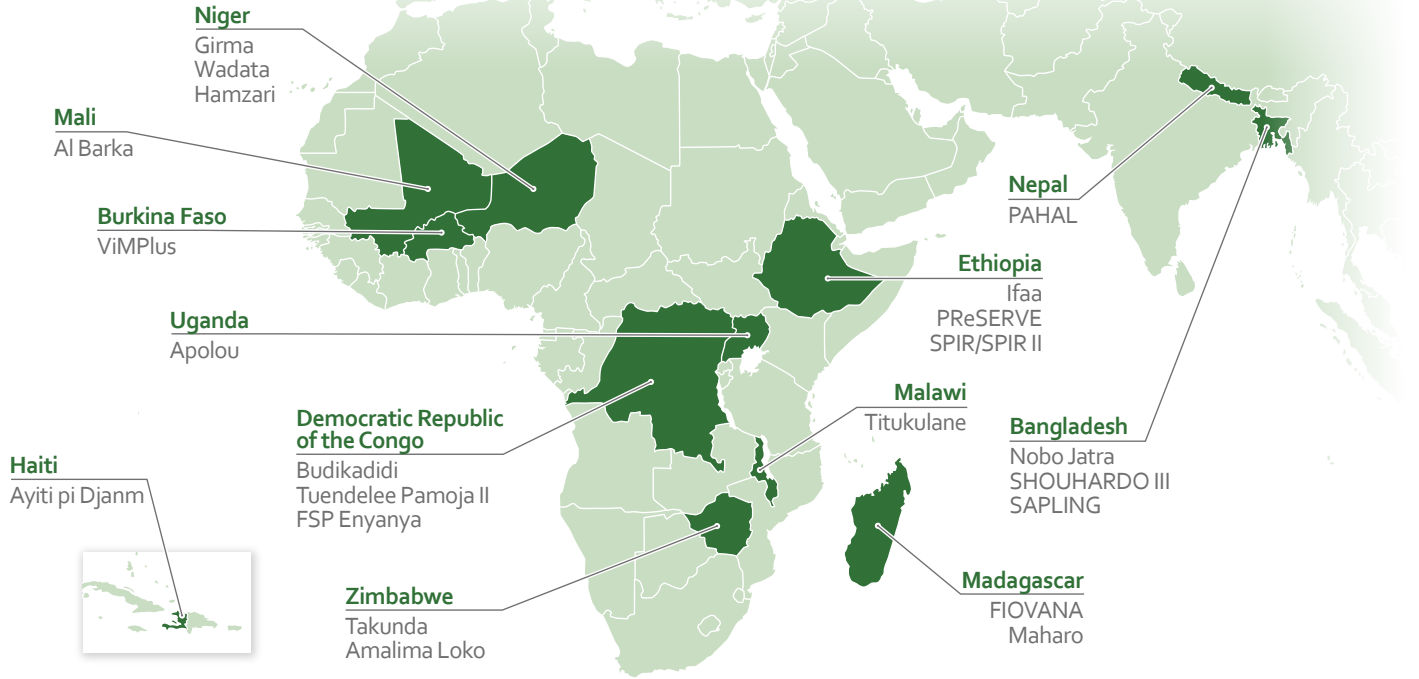 Niger
Girma
Wadata
Hamzari
Mali
Al Barka
Burkina Faso
ViMPlus
Uganda
Apolou
Democratic Republic
of the Congo
Budikadidi
Tuendelee Pamoja II
FSP Enyanya
Haiti
Ayiti pi Djanm
Zimbabwe
Takunda
Amalima Loko
Nepal
PAHAL
Ethiopia
Ifaa
PReSERVE
SPIR/SPIR II
Malawi
Titukulane
Bangladesh
Nobo Jatra
SHOUHARDO III
SAPLING
Madagascar
FIOVANA
Maharo